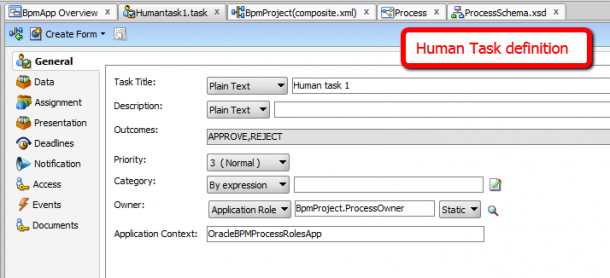 BpmApp Overview x Humantask1.task x BpmProject(composite.xml) x Process x ProcessSchema.xsd x
Create Form
Human Task definition
General
Data
Assignment
Presentation
Deadlines
Notification
Access
Events
Documents
Task Title: Plain Text Human task 1
Description: Plain Text
Outcomes: APPROVE,REJECT
Priority: 3 (Normal)
Category: By expression
Owner: Application Role BpmProject.ProcessOwner Static
Application Context: OracleBPMProcessRolesApp